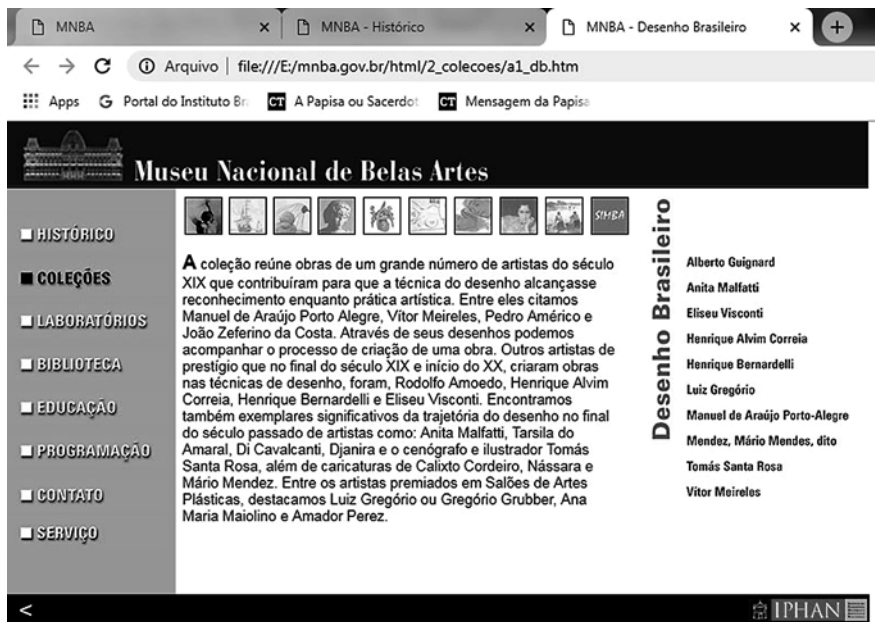 MNBA
MNBA - Histórico
MNBA - Desenho Brasileiro
Arquivo | file:///E:/mnba.gov.br/html/2_colecoes/a1_db.htm
Apps
Portal do Instituto Br
A Papisa ou Sacerdot
Mensagem da Papisa
Museu Nacional de Belas Artes
SIMBA
HISTÓRICO
COLEÇÕES
LABORATÓRIOS
BIBLIOTECA
EDUCAÇÃO
PROGRAMAÇÃO
CONTATO
SERVIÇO
A coleção reúne obras de um grande número de artistas do século
XIX que contribuíram para que a técnica do desenho alcançasse
reconhecimento enquanto prática artística. Entre eles citamos
Manuel de Araújo Porto Alegre, Vítor Meireles, Pedro Américo e
João Zeferino da Costa. Através de seus desenhos podemos
acompanhar o processo de criação de uma obra. Outros artistas de
prestígio que no final do século XIX e início do XX, criaram obras
nas técnicas de desenho, foram, Rodolfo Amoedo, Henrique Alvim
Correia, Henrique Bernardelli e Eliseu Visconti. Encontramos
também exemplares significativos da trajetória do desenho no final
do século passado de artistas como: Anita Malfatti, Tarsila do
Amaral, Di Cavalcanti, Djanira e o cenógrafo e ilustrador Tomás
Santa Rosa, além de caricaturas de Calixto Cordeiro, Nássara e
Mário Mendez. Entre os artistas premiados em Salões de Artes
Plásticas, destacamos Luiz Gregório ou Gregório Grubber, Ana
Maria Maiolino e Amador Perez.
Desenho Brasileiro
Alberto Guignard
Anita Malfatti
Eliseu Visconti
Henrique Alvim Correia
Henrique Bernardelli
Luiz Gregório
Manuel de Araújo Porto-Alegre
Mendez, Mário Mendes, dito
Tomás Santa Rosa
Vitor Meireles
IPHAN